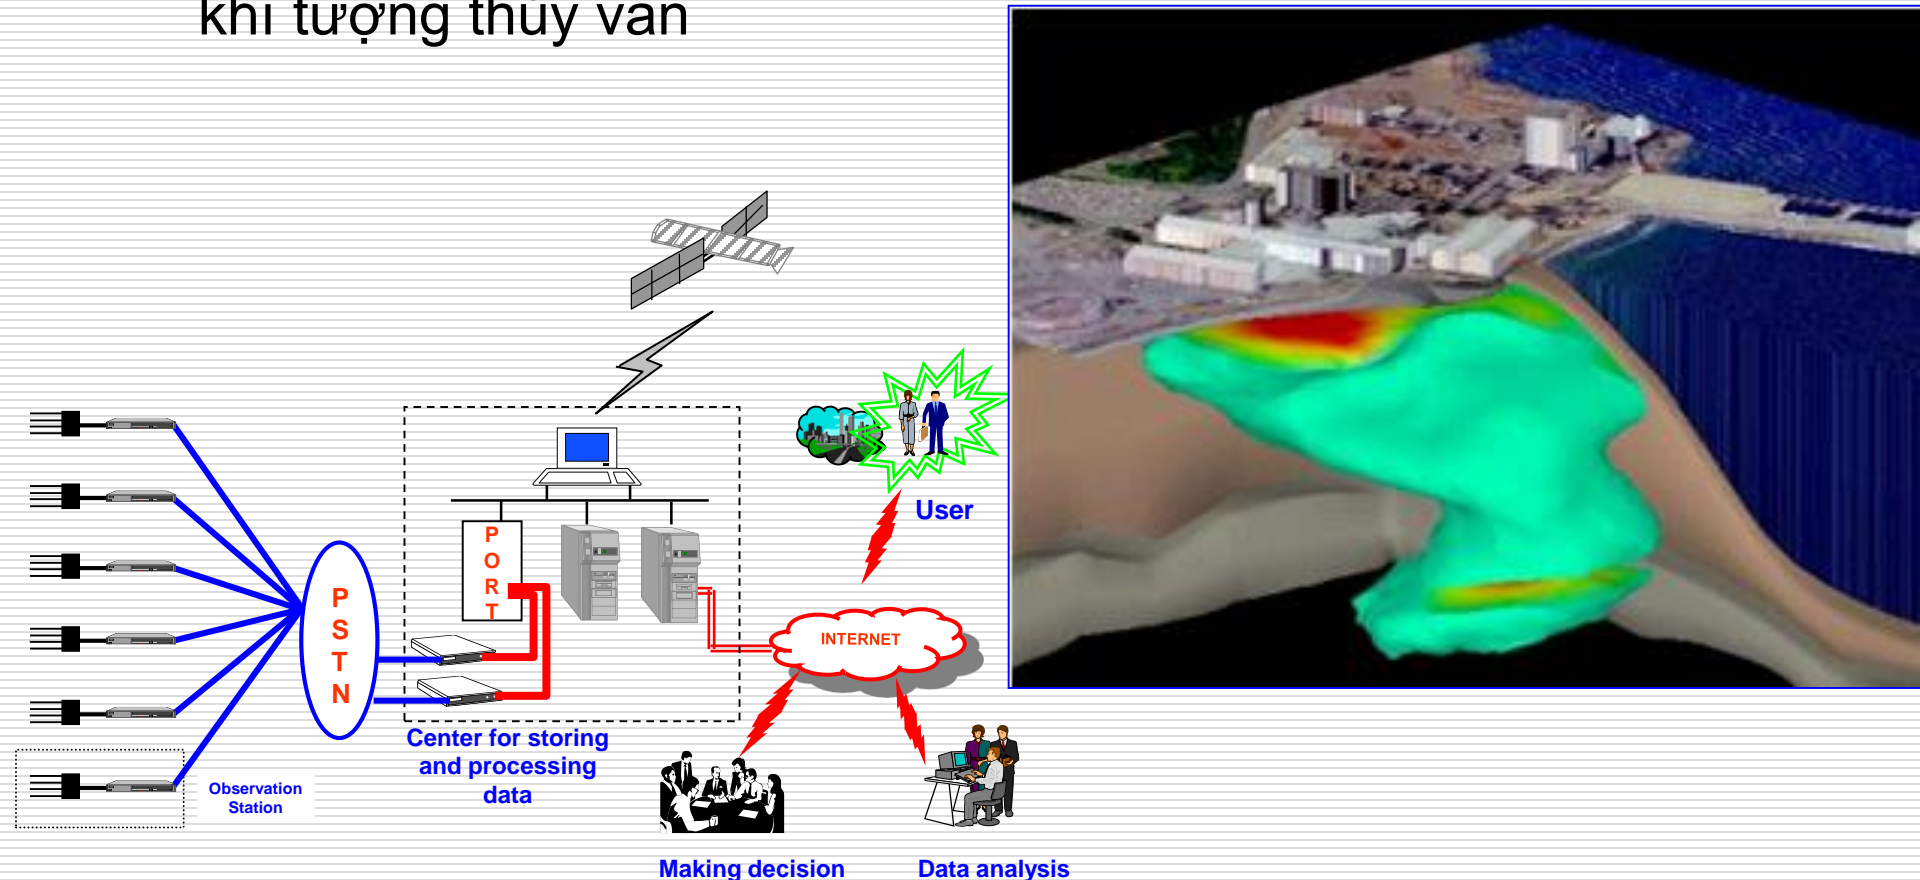 khí tượng thủy văn
User
P
O
R
T
P
S
T
N
INTERNET
Center for storing
and processing
data
Observation
Station
Making decision
Data analysis